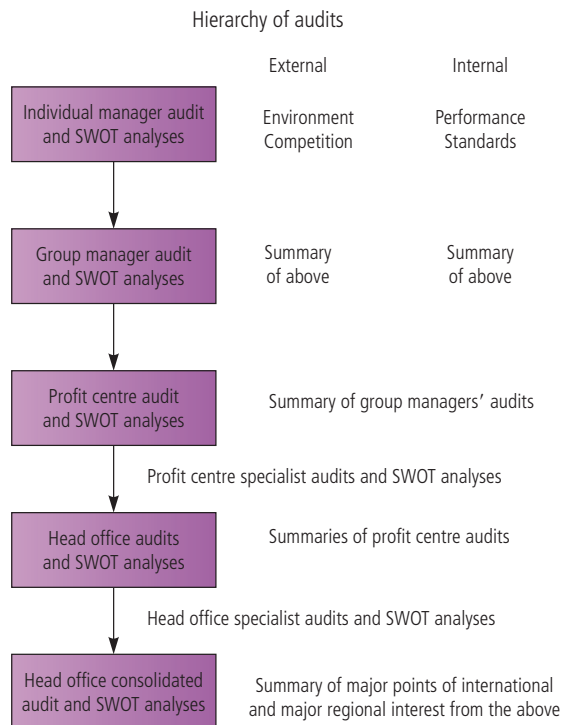 Hierarchy of audits
External
Internal
Individual manager audit
and SWOT analyses
Environment
Competition
Performance
Standards
Group manager audit
and SWOT analyses
Summary
of above
Summary
of above
Profit centre audit
and SWOT analyses
Summary of group managers’ audits
Profit centre specialist audits and SWOT analyses
Head office audits
and SWOT analyses
Summaries of profit centre audits
Head office specialist audits and SWOT analyses
Head office consolidated
audit and SWOT analyses
Summary of major points of international
and major regional interest from the above